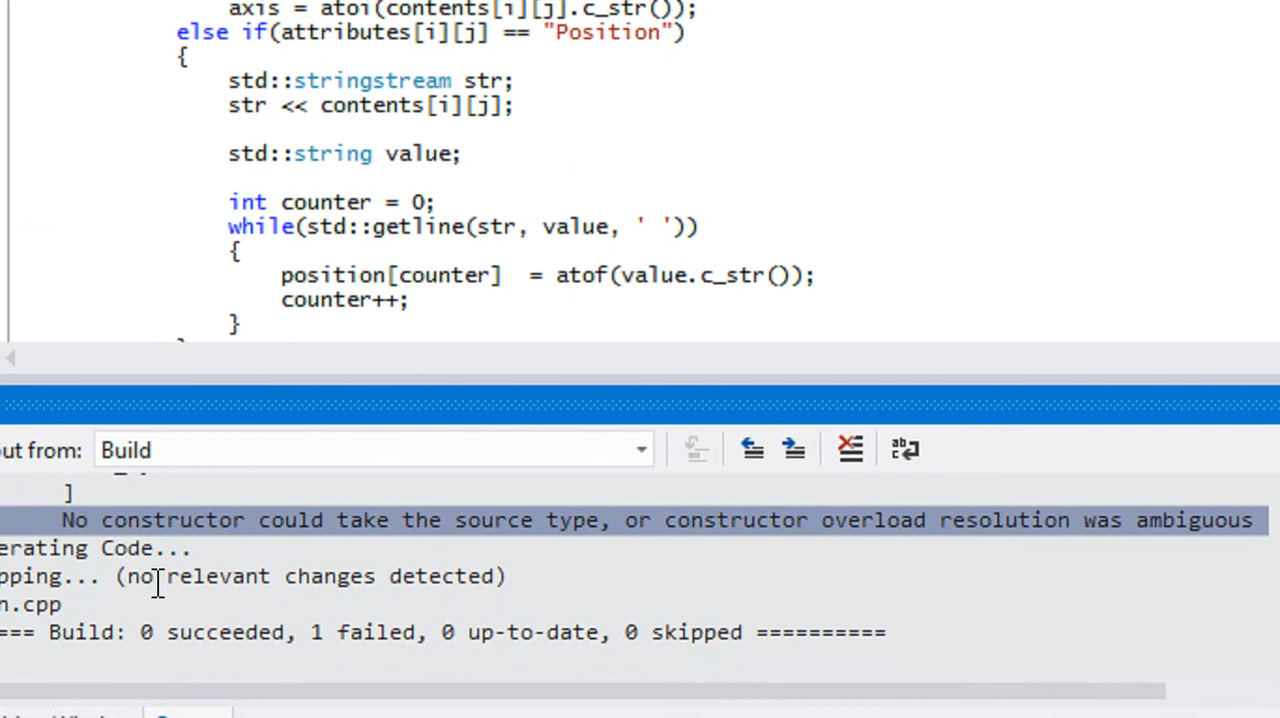 axis = atoi(contents[i][j].c_str());
else if(attributes[i][j] == "Position")
{
std::stringstream str;
str << contents[i][j];
std::string value;
int counter = 0;
while(std::getline(str, value, ' '))
{
position[counter]  = atof(value.c_str());
counter++;
}
ut from: Build
]
No constructor could take the source type, or constructor overload resolution was ambiguous
erating Code...
pping... (no relevant changes detected)
n.cpp
=== Build: 0 succeeded, 1 failed, 0 up-to-date, 0 skipped ==========